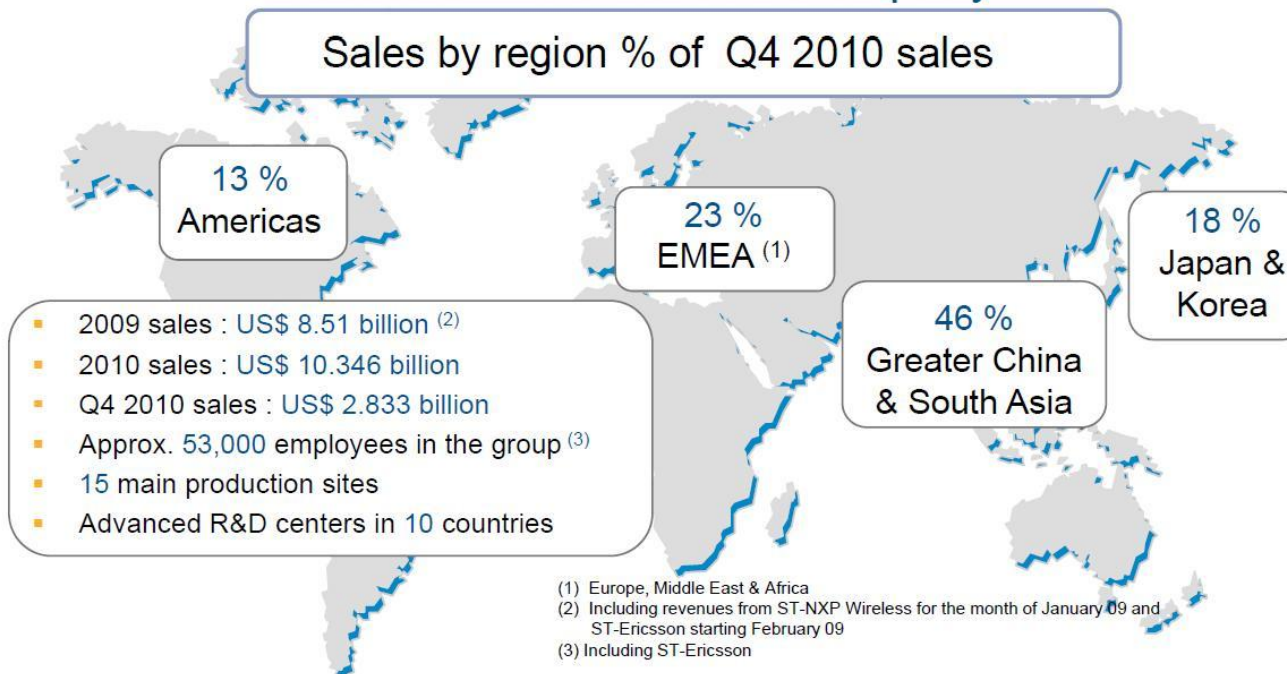 Sales by region % of Q4 2010 sales
13 %
Americas
23 %
EMEA (1)
18 %
Japan &
Korea
46 %
Greater China
& South Asia
2009 sales : US$ 8.51 billion (2)
2010 sales : US$ 10.346 billion
Q4 2010 sales : US$ 2.833 billion
Approx. 53,000 employees in the group (3)
15 main production sites
Advanced R&D centers in 10 countries
(1) Europe, Middle East & Africa
(2) Including revenues from ST-NXP Wireless for the month of January 09 and
ST-Ericsson starting February 09
(3) Including ST-Ericsson